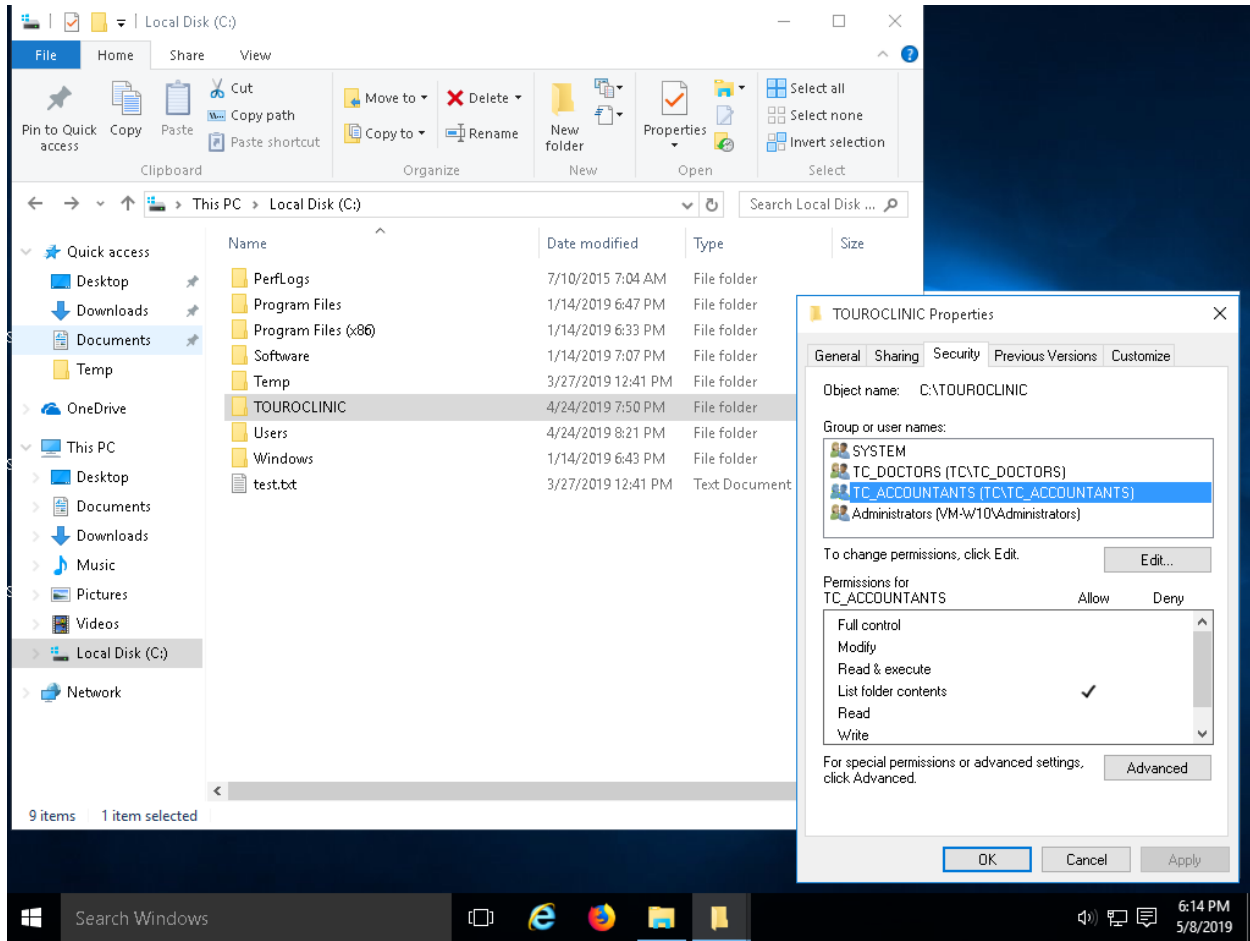 Local Disk (C:)
File Home Share View
Pin to Quick access
Copy
Paste
Cut
Copy path
Paste shortcut
Clipboard
Move to
Copy to
Delete
Rename
Organize
New folder
New
Properties
Open
Select all
Select none
Invert selection
Select
This PC > Local Disk (C:)
Search Local Disk ...
Quick access
Desktop
Downloads
Documents
Temp
OneDrive
This PC
Desktop
Documents
Downloads
Music
Pictures
Videos
Local Disk (C:)
Network
Name Date modified Type Size
PerfLogs 7/10/2015 7:04 AM File folder
Program Files 1/14/2019 6:47 PM File folder
Program Files (x86) 1/14/2019 6:33 PM File folder
Software 1/14/2019 7:07 PM File folder
Temp 3/27/2019 12:41 PM File folder
TOUROCLINIC 4/24/2019 7:50 PM File folder
Users 4/24/2019 8:21 PM File folder
Windows 1/14/2019 6:43 PM File folder
test.txt 3/27/2019 12:41 PM Text Document
9 items 1 item selected
TOUROCLINIC Properties
General Sharing Security Previous Versions Customize
Object name: C:\TOUROCLINIC
Group or user names:
SYSTEM
TC_DOCTORS (TC\TC_DOCTORS)
TC_ACCOUNTANTS (TC\TC_ACCOUNTANTS)
Administrators (VM-W10\Administrators)
To change permissions, click Edit.
Edit...
Permissions for
TC_ACCOUNTANTS Allow Deny
Full control
Modify
Read & execute
List folder contents
Read
Write
For special permissions or advanced settings,
click Advanced.
Advanced
OK Cancel Apply
Search Windows
6:14 PM
5/8/2019